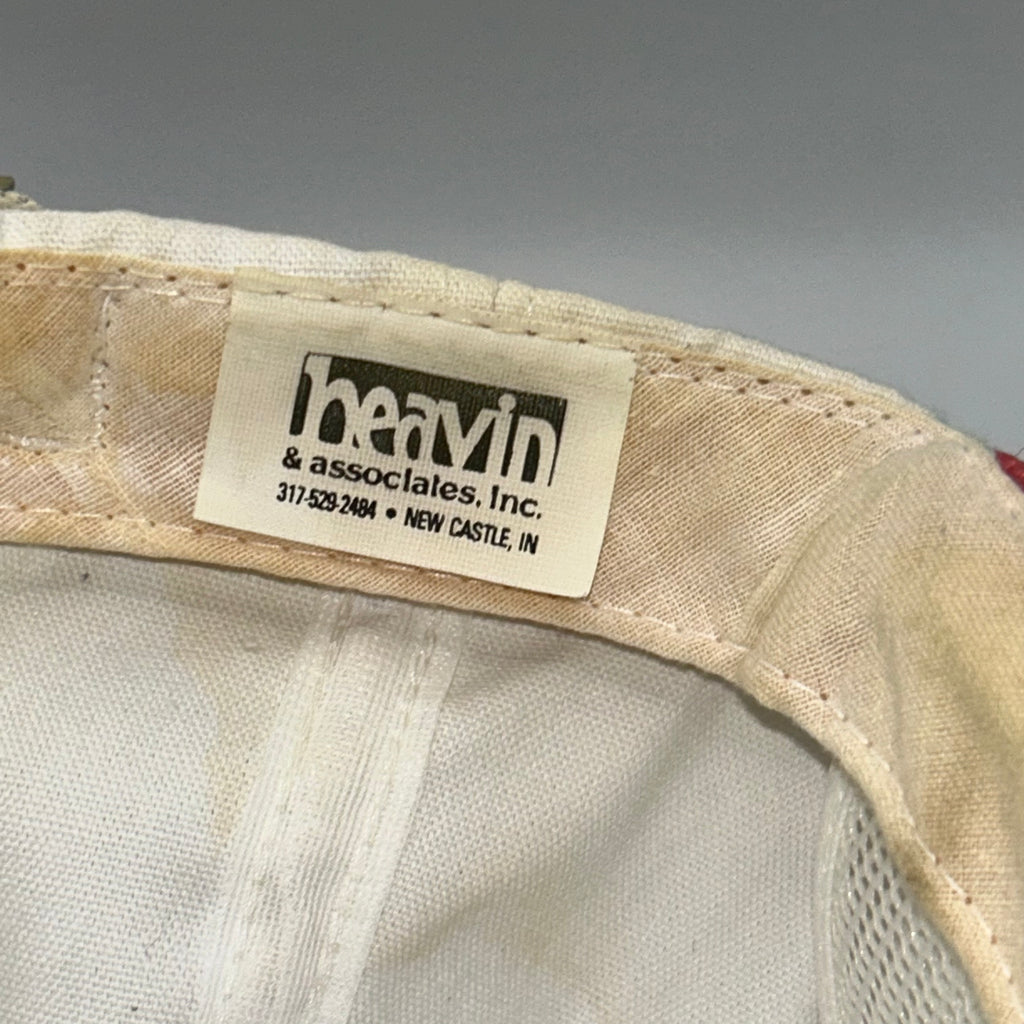 heavin
& associates, Inc.
317-529-2484 • NEW CASTLE, IN